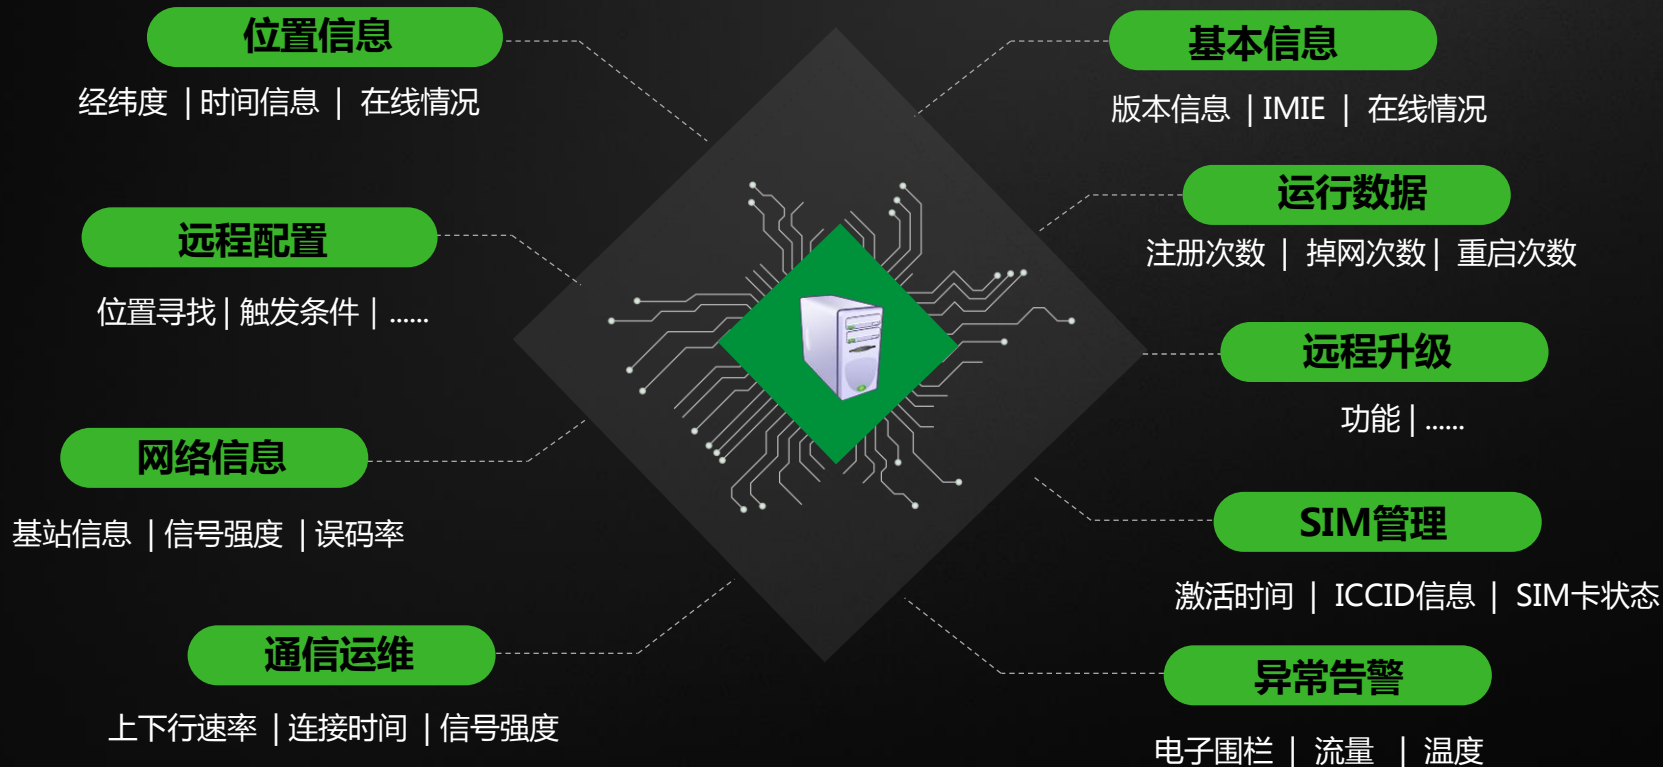 位置信息
经纬度 | 时间信息 | 在线情况
远程配置
位置寻找 | 触发条件 | ......
网络信息
基站信息 | 信号强度 | 误码率
通信运维
上下行速率 | 连接时间 | 信号强度
基本信息
版本信息 | IMIE | 在线情况
运行数据
注册次数 | 掉网次数 | 重启次数
远程升级
功能 | ......
SIM管理
激活时间 | ICCID信息 | SIM卡状态
异常告警
电子围栏 | 流量 | 温度